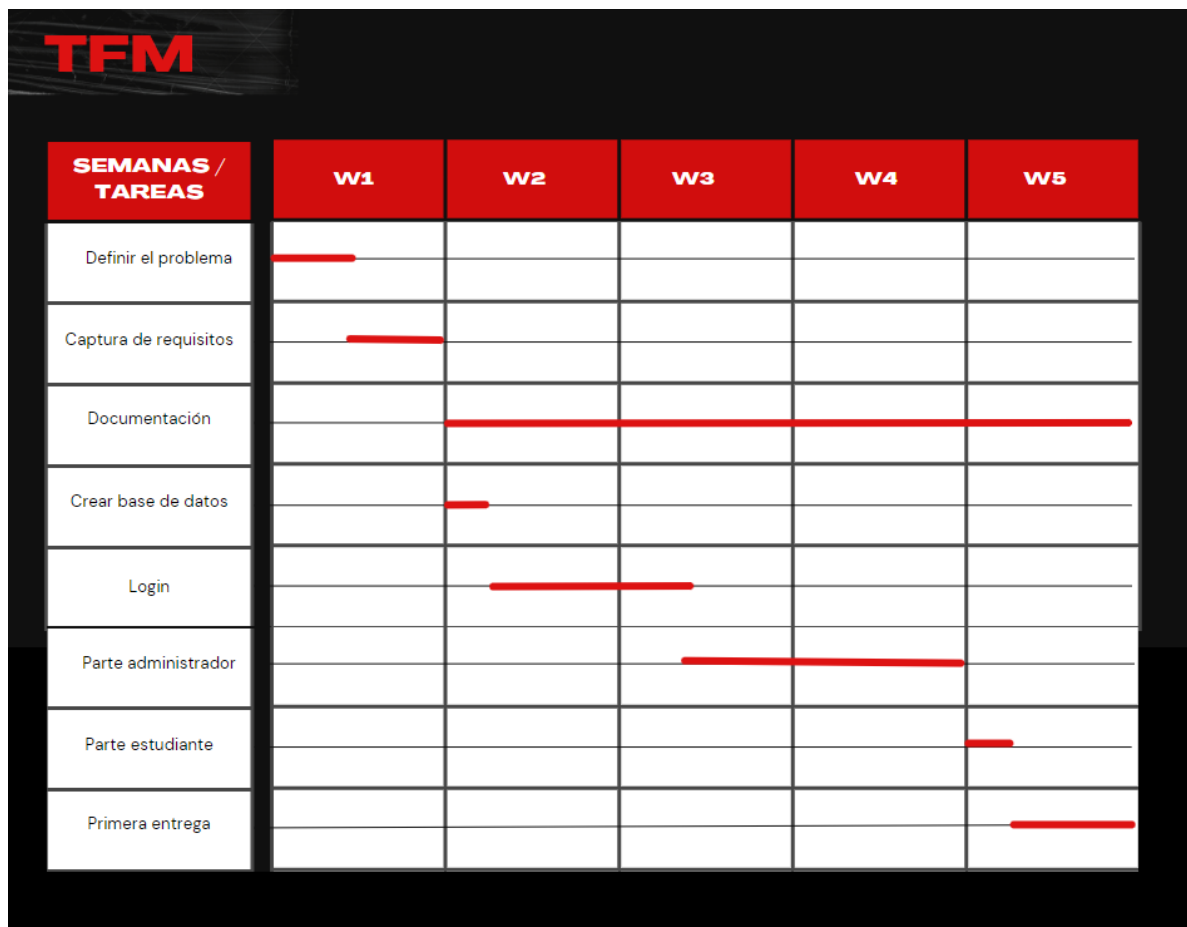 TFM
SEMANAS /
TAREAS
W1
W2
W3
W4
W5
Definir el problema
Captura de requisitos
Documentación
Crear base de datos
Login
Parte administrador
Parte estudiante
Primera entrega